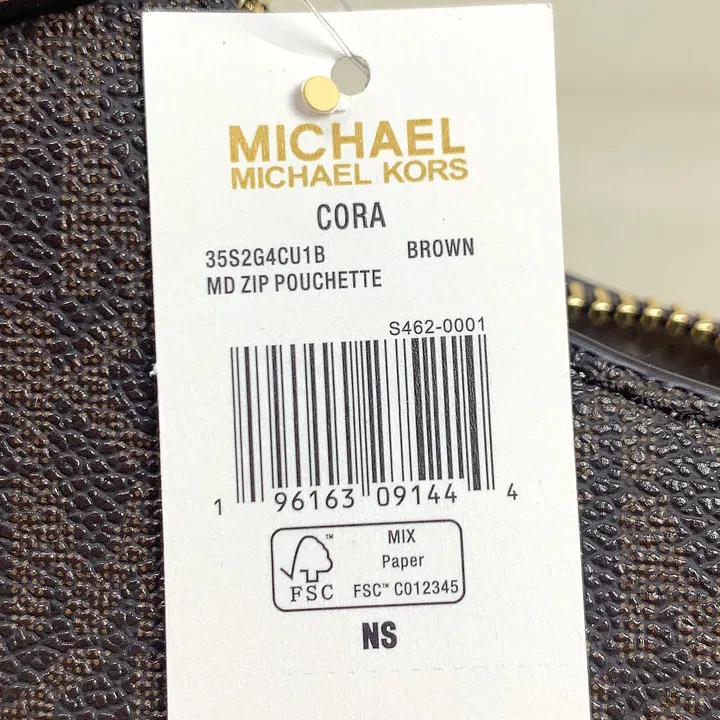 MICHAEL
MICHAEL KORS
CORA
35S2G4CU1B BROWN
MD ZIP POUCHETTE
S462-0001
1 96163 09144 4
™ MIX
Paper
FSC FSC™ C012345
NS